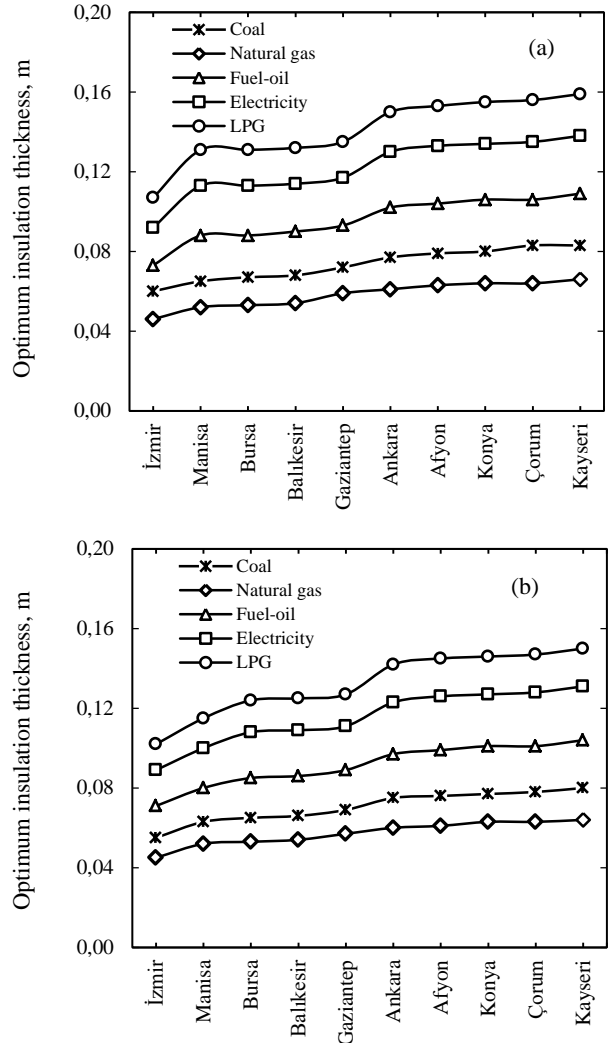 Optimum insulation thickness, m
0,20
0,16
0,12
0,08
0,04
0,00
Coal
Natural gas
Fuel-oil
Electricity
LPG
(a)
İzmir
Manisa
Bursa
Balıkesir
Gaziantep
Ankara
Afyon
Konya
Çorum
Kayseri
Optimum insulation thickness, m
0,20
0,16
0,12
0,08
0,04
0,00
Coal
Natural gas
Fuel-oil
Electricity
LPG
(b)
İzmir
Manisa
Bursa
Balıkesir
Gaziantep
Ankara
Afyon
Konya
Çorum
Kayseri